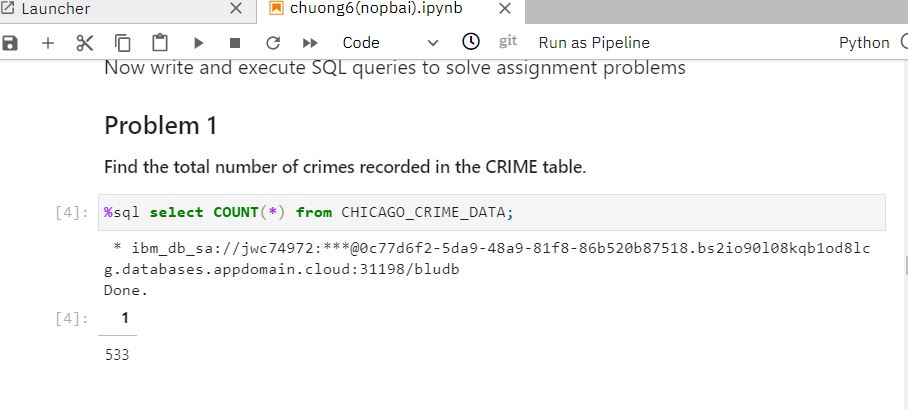 Launcher
chuong6(nopbai).ipynb
Code
git
Run as Pipeline
Python
Now write and execute SQL queries to solve assignment problems
Problem 1
Find the total number of crimes recorded in the CRIME table.
[4]: %sql select COUNT(*) from CHICAGO_CRIME_DATA;
* ibm_db_sa://jwc74972:***@0c77d6f2-5da9-48a9-81f8-86b520b87518.bs2io90l08kqb1od8lc
g.databases.appdomain.cloud:31198/bludb
Done.
[4]: 1
533